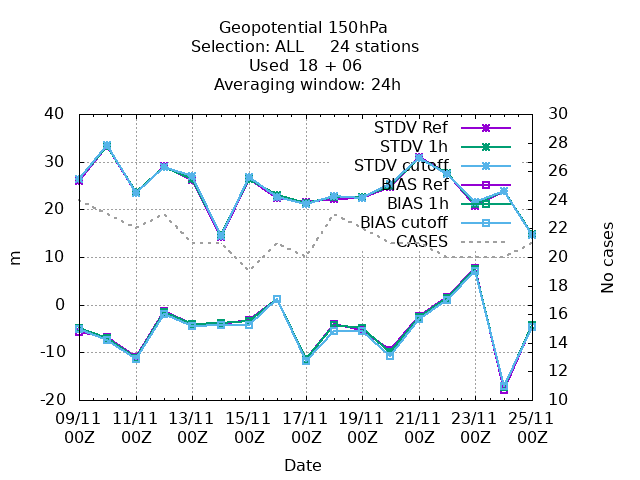 Geopotential 150hPa
Selection: ALL     24 stations
Used  18 + 06
Averaging window: 24h
40
30
20
10
0
-10
-20
m
30
28
26
24
22
20
18
16
14
12
10
No cases
STDV Ref
STDV 1h
STDV cutoff
BIAS Ref
BIAS 1h
BIAS cutoff
CASES
09/11 11/11 13/11 15/11 17/11 19/11 21/11 23/11 25/11
00Z 00Z 00Z 00Z 00Z 00Z 00Z 00Z 00Z
Date